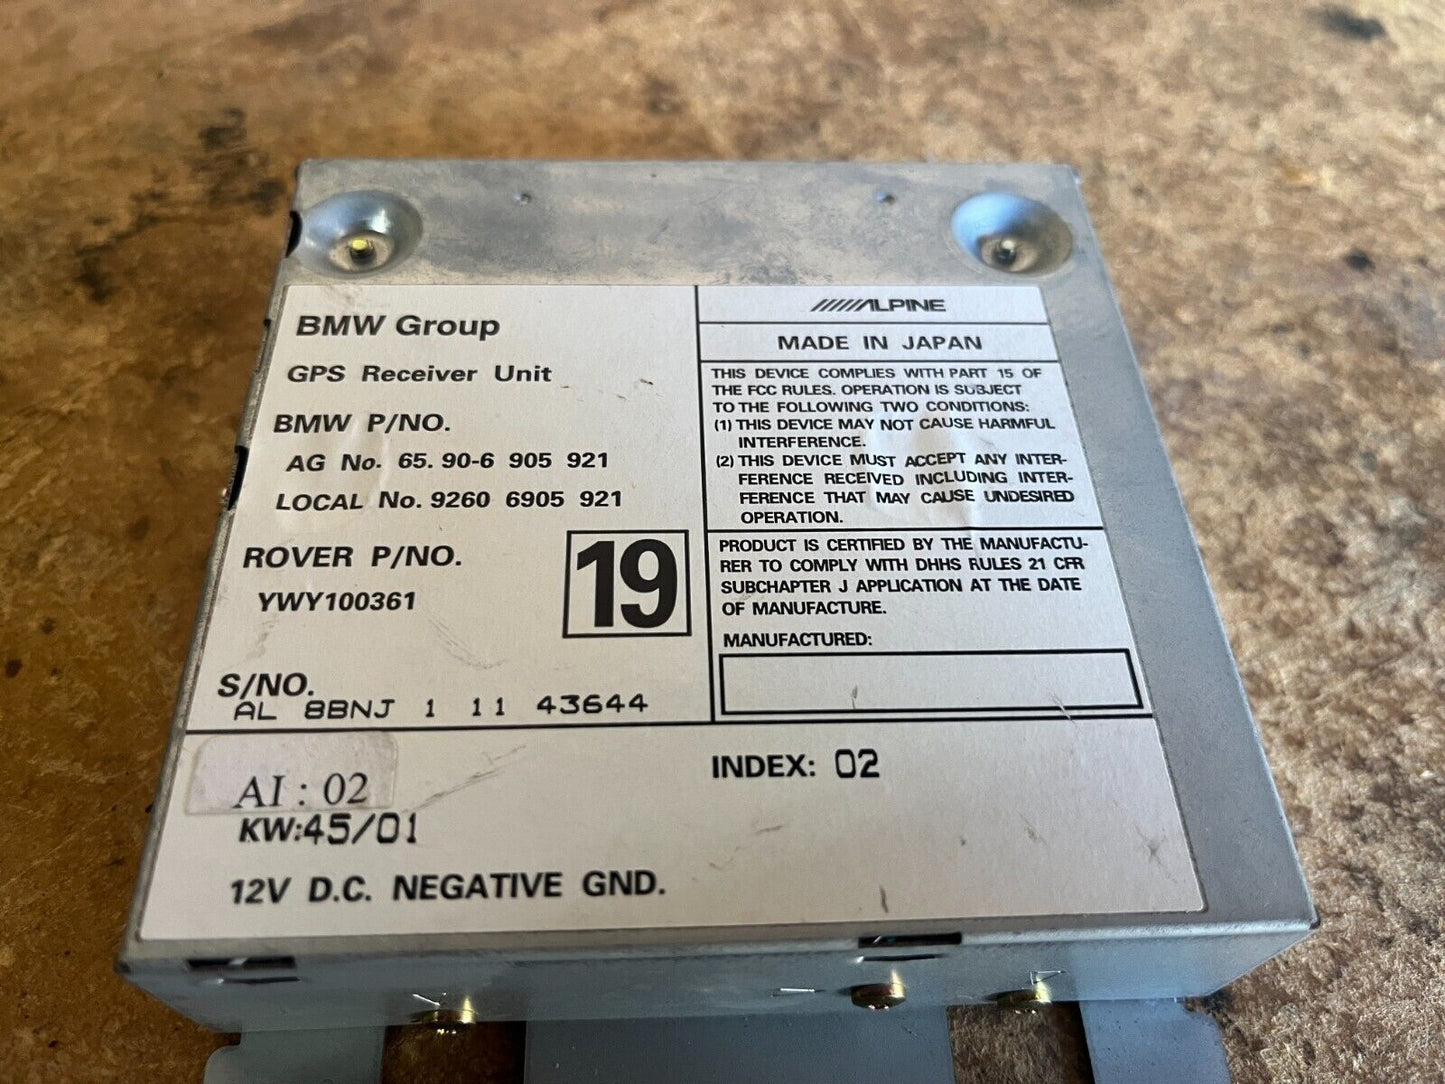 BMW Group
GPS Receiver Unit
BMW P/NO.
AG No. 65. 90-6 905 921
LOCAL No. 9260 6905 921
ROVER P/NO.
YWY100361
19
S/NO.
AL 8BNJ 1 11 43644
ALPINE
MADE IN JAPAN
THIS DEVICE COMPLIES WITH PART 15 OF
THE FCC RULES. OPERATION IS SUBJECT
TO THE FOLLOWING TWO CONDITIONS:
(1) THIS DEVICE MAY NOT CAUSE HARMFUL
INTERFERENCE.
(2) THIS DEVICE MUST ACCEPT ANY INTER-
FERENCE RECEIVED INCLUDING INTER-
FERENCE THAT MAY CAUSE UNDESIRED
OPERATION.
PRODUCT IS CERTIFIED BY THE MANUFACTU-
RER TO COMPLY WITH DHHS RULES 21 CFR
SUBCHAPTER J APPLICATION AT THE DATE
OF MANUFACTURE.
MANUFACTURED:
AI : 02
INDEX: 02
KW:45/01
12V D.C. NEGATIVE GND.